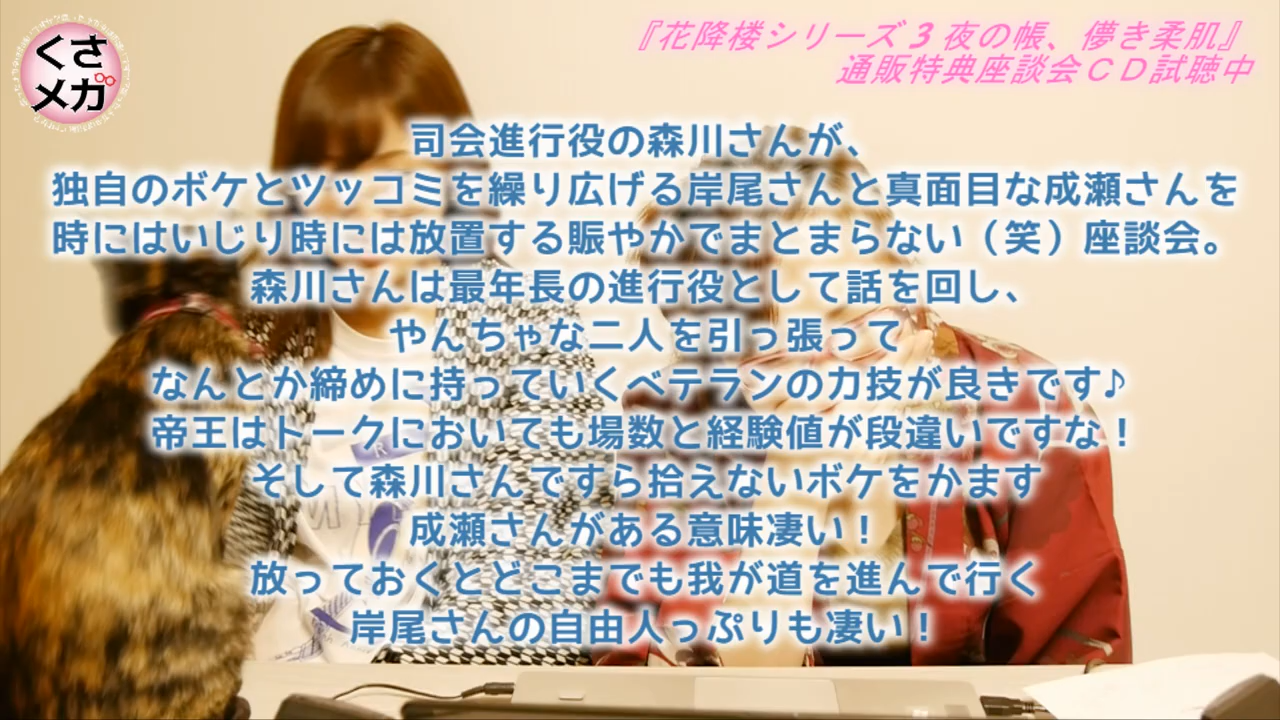 くさ
メガ
『花降楼シリーズ３夜の帳、儚き柔肌』
通販特典座談会ＣＤ試聴中
司会進行役の森川さんが、
独自のボケとツッコミを繰り広げる岸尾さんと真面目な成瀬さんを
時にはいじり時には放置する賑やかでまとまらない（笑）座談会。
森川さんは最年長の進行役として話を回し、
やんちゃな二人を引っ張って
なんとか締めに持っていくベテランの力技が良きです♪
帝王はトークにおいても場数と経験値が段違いですな！
そして森川さんですら拾えないボケをかます
成瀬さんがある意味凄い！
放っておくとどこまでも我が道を進んで行く
岸尾さんの自由人っぷりも凄い！